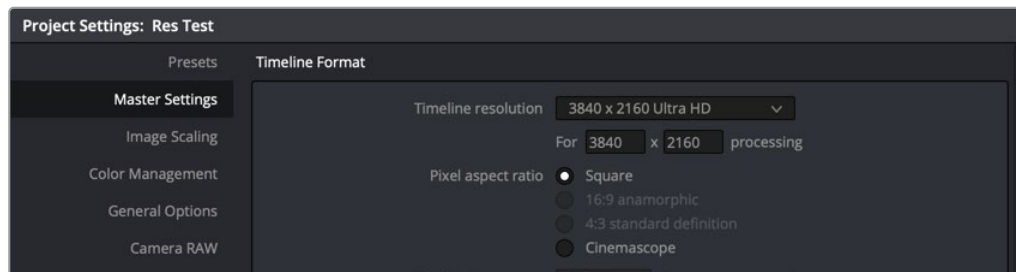 Project Settings: Res Test
Presets
Master Settings
Image Scaling
Color Management
General Options
Camera RAW
Timeline Format
Timeline resolution 3840 x 2160 Ultra HD
For 3840 x 2160 processing
Pixel aspect ratio Square
16:9 anamorphic
4:3 standard definition
Cinemascope